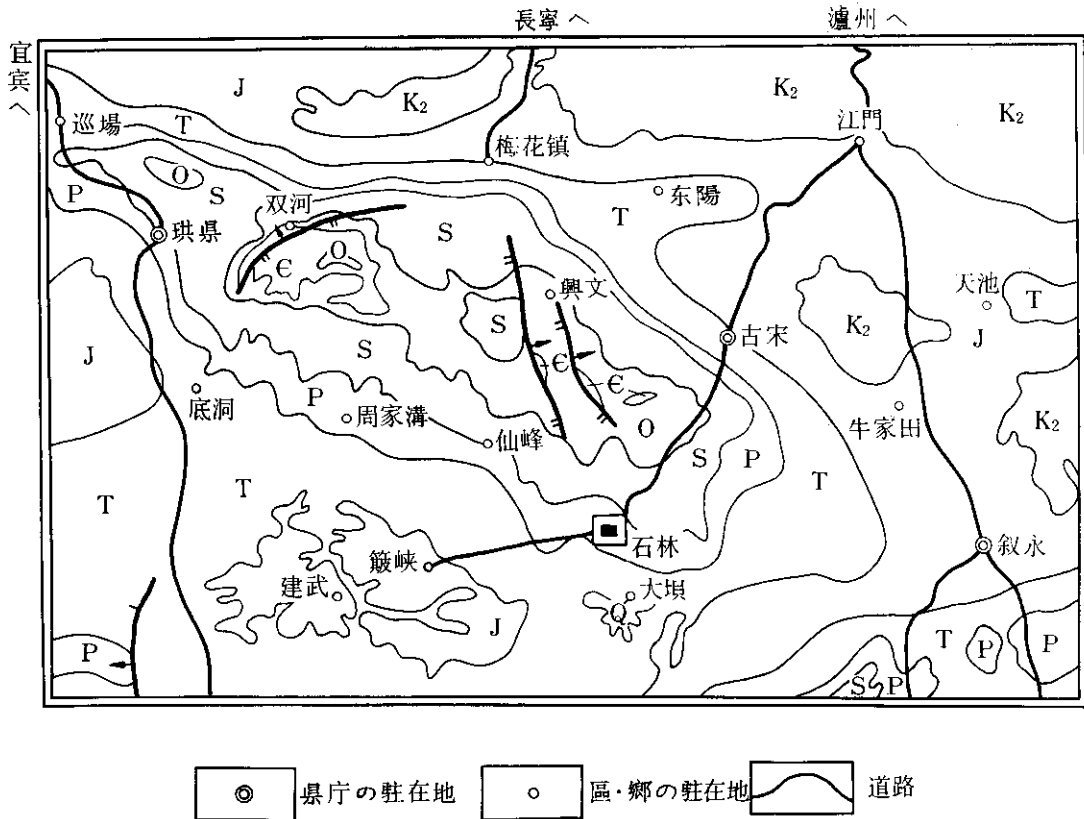 長寧へ
瀘州へ
宜宾へ
J
K₂
K₂
K₂
巡場
T
梅花镇
江門
O
P
S
东陽
双河
珙県
S
T
O
Є
興文
天池
T
S
K₂
J
J
古宋
S
Є
Є
底洞
P
周家溝
牛家田
O
K₂
仙峰
S
P
T
T
T
石林
叙永
簸峡
建武
大坝
J
O
P
T
P
P
S
P
県庁の駐在地
區·鄉の駐在地
道路